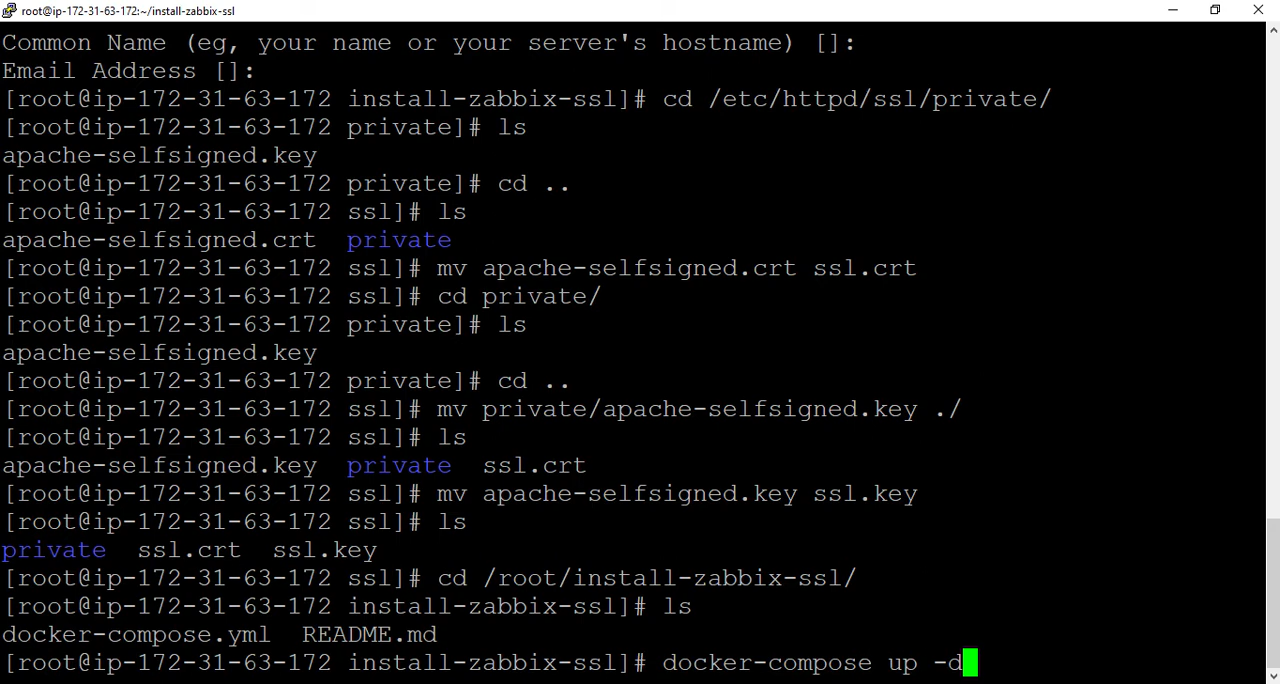 root@ip-172-31-63-172:~/install-zabbix-ssl
Common Name (eg, your name or your server's hostname) []:
Email Address []:
[root@ip-172-31-63-172 install-zabbix-ssl]# cd /etc/httpd/ssl/private/
[root@ip-172-31-63-172 private]# ls
apache-selfsigned.key
[root@ip-172-31-63-172 private]# cd ..
[root@ip-172-31-63-172 ssl]# ls
apache-selfsigned.crt  private
[root@ip-172-31-63-172 ssl]# mv apache-selfsigned.crt ssl.crt
[root@ip-172-31-63-172 ssl]# cd private/
[root@ip-172-31-63-172 private]# ls
apache-selfsigned.key
[root@ip-172-31-63-172 private]# cd ..
[root@ip-172-31-63-172 ssl]# mv private/apache-selfsigned.key ./
[root@ip-172-31-63-172 ssl]# ls
apache-selfsigned.key  private  ssl.crt
[root@ip-172-31-63-172 ssl]# mv apache-selfsigned.key ssl.key
[root@ip-172-31-63-172 ssl]# ls
private  ssl.crt  ssl.key
[root@ip-172-31-63-172 ssl]# cd /root/install-zabbix-ssl/
[root@ip-172-31-63-172 install-zabbix-ssl]# ls
docker-compose.yml  README.md
[root@ip-172-31-63-172 install-zabbix-ssl]# docker-compose up -d